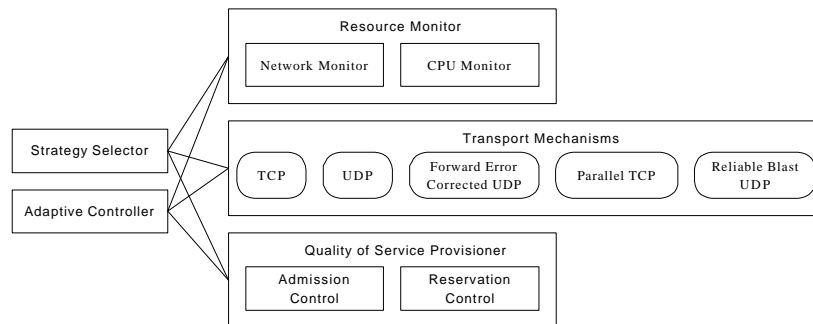 Resource Monitor
Network Monitor
CPU Monitor
Strategy Selector
Adaptive Controller
Transport Mechanisms
TCP
UDP
Forward Error
Corrected UDP
Parallel TCP
Reliable Blast
UDP
Quality of Service Provisioner
Admission
Control
Reservation
Control